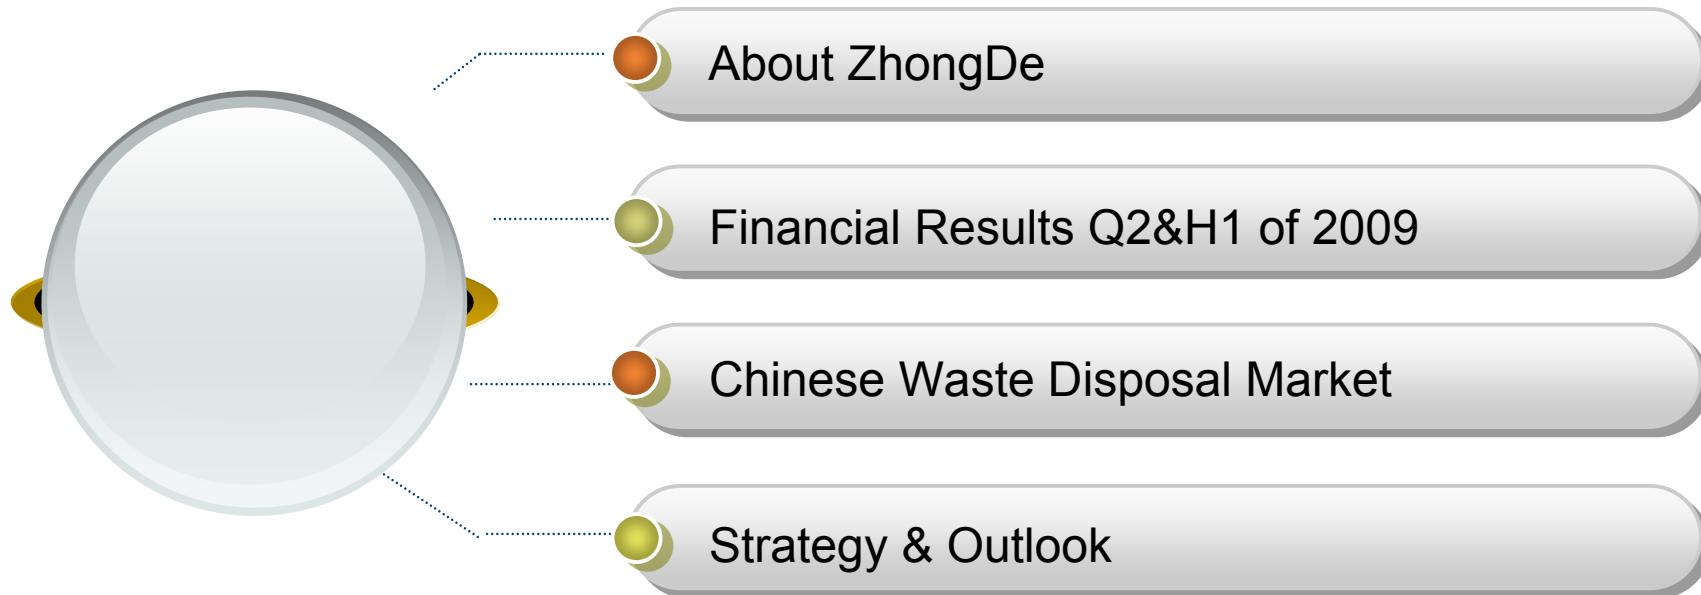 About ZhongDe
Financial Results Q2&H1 of 2009
Chinese Waste Disposal Market
Strategy & Outlook